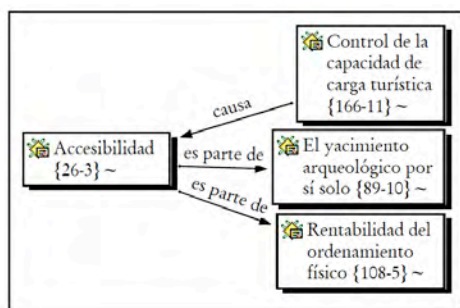 Control de la
capacidad de
carga turística
{166-11} ~
causa
Accesibilidad
{26-3} ~
es parte de
El yacimiento
arqueológico por
sí solo {89-10} ~
es parte de
Rentabilidad del
ordenamiento
físico {108-5} ~